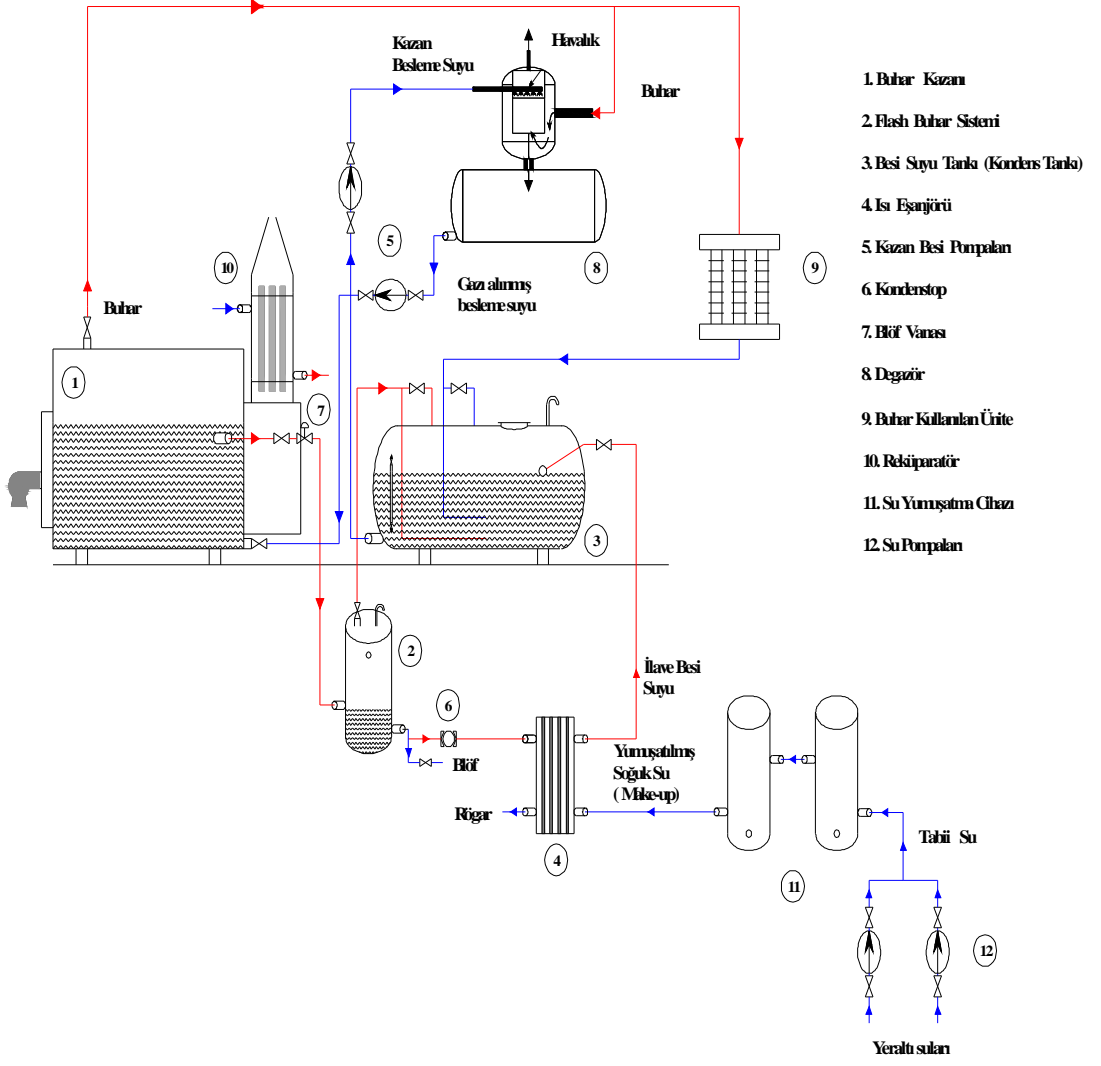 Kazan
Besleme Suyu
Havalık
Buhar
1. Buhar Kazanı
2. Flash Buhar Sistemi
3. Besi Suyu Tankı (Kondens Tankı)
4. Isı Eşanjörü
5. Kazan Besi Pompaları
6. Kondenstop
7. Blöf Vanası
8. Degazör
9. Buhar Kullanılan Ünite
10. Reküparatör
11. Su Yumuşatma Cihazı
12. Su Pompaları
5
10
8
9
Gazı alınmış
besleme suyu
Buhar
1
7
3
2
6
İlave Besi
Suyu
Yumuşatılmış
Soğuk Su
( Make-up)
Blöf
Rögar
4
11
Tabii Su
12
Yeraltı suları